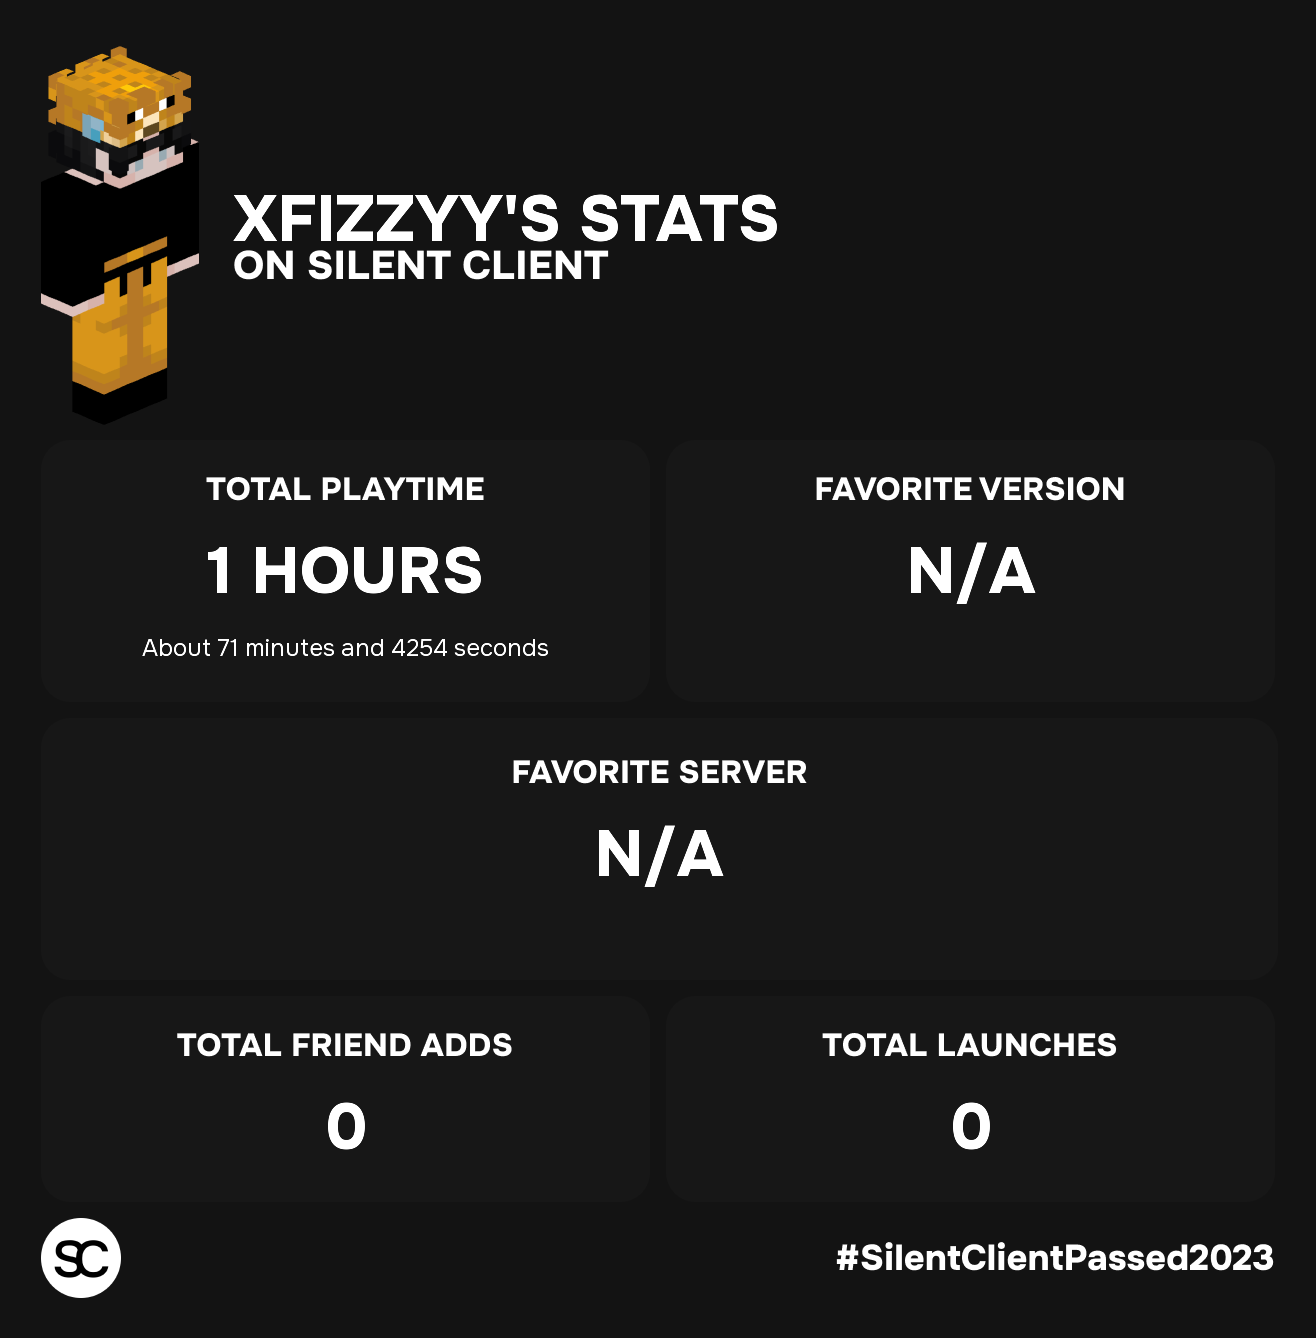 XFIZZYY'S STATS
ON SILENT CLIENT
TOTAL PLAYTIME
1 HOURS
About 71 minutes and 4254 seconds
FAVORITE VERSION
N/A
FAVORITE SERVER
N/A
TOTAL FRIEND ADDS
0
TOTAL LAUNCHES
0
SC
#SilentClientPassed2023